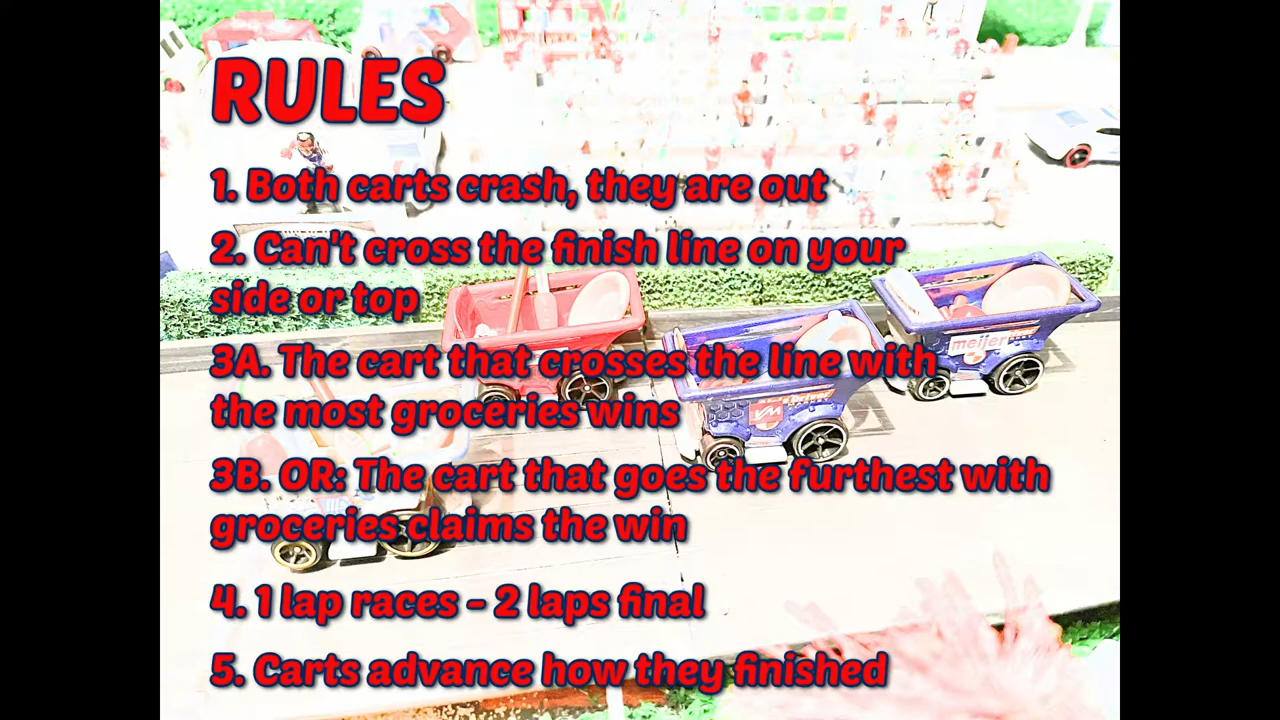 RULES
1. Both carts crash, they are out
2. Can't cross the finish line on your
side or top
3A. The cart that crosses the line with
the most groceries wins
3B. OR: The cart that goes the furthest with
groceries claims the win
4. 1 lap races - 2 laps final
5. Carts advance how they finished
meijer
VM